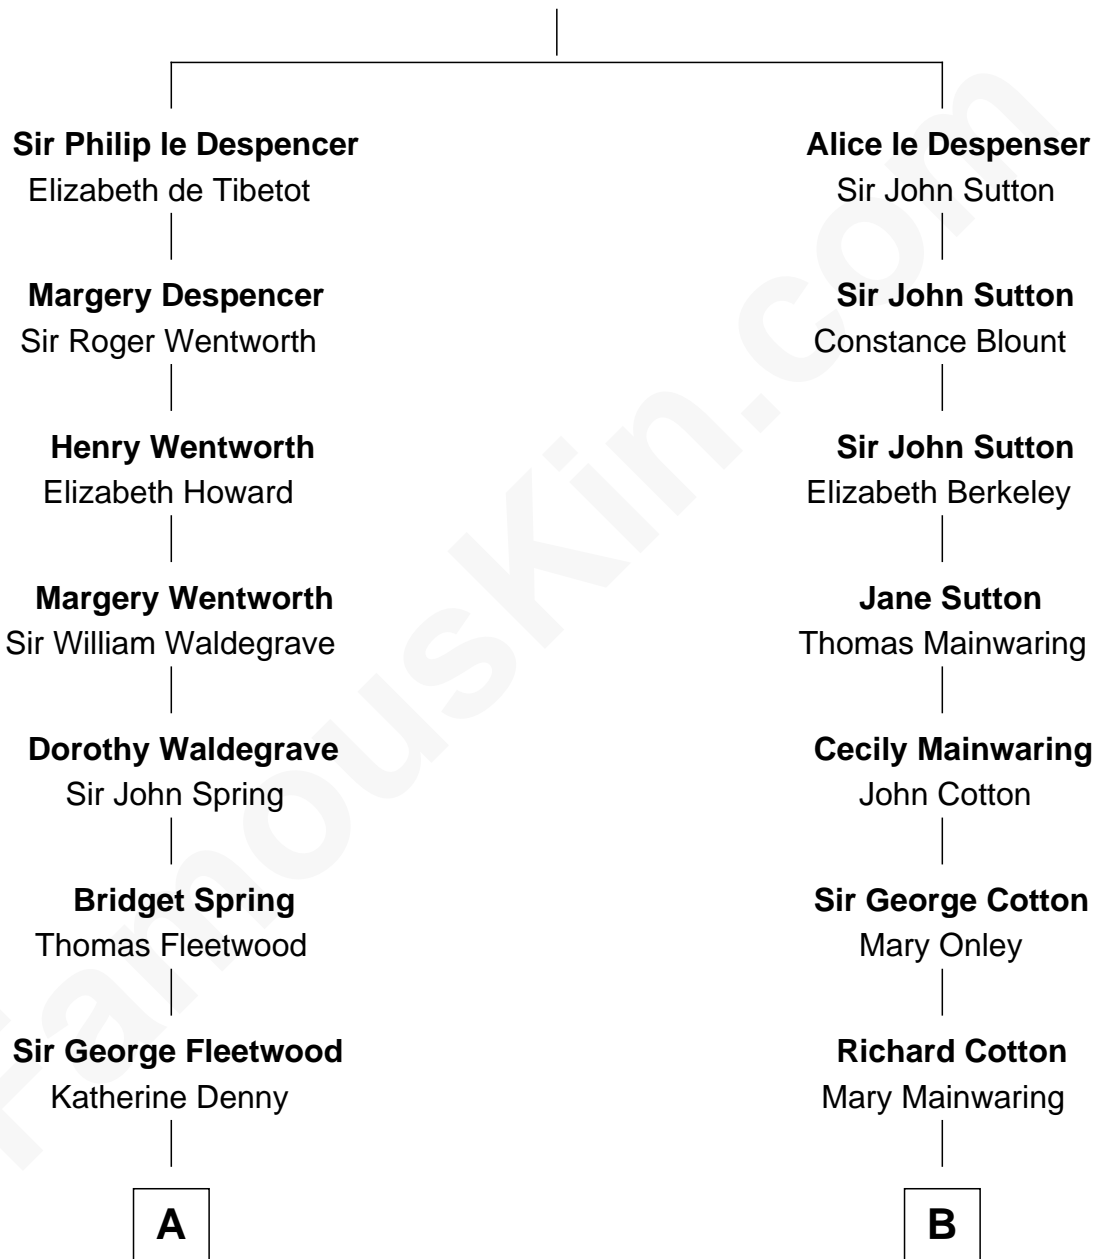 Sir Philip le Despencer
Elizabeth de Tibetot
Margery Despencer
Sir Roger Wentworth
Henry Wentworth
Elizabeth Howard
Margery Wentworth
Sir William Waldegrave
Dorothy Waldegrave
Sir John Spring
Bridget Spring
Thomas Fleetwood
Sir George Fleetwood
Katherine Denny
A
Alice le Despenser
Sir John Sutton
Sir John Sutton
Constance Blount
Sir John Sutton
Elizabeth Berkeley
Jane Sutton
Thomas Mainwaring
Cecily Mainwaring
John Cotton
Sir George Cotton
Mary Onley
Richard Cotton
Mary Mainwaring
B
FamousKin.com